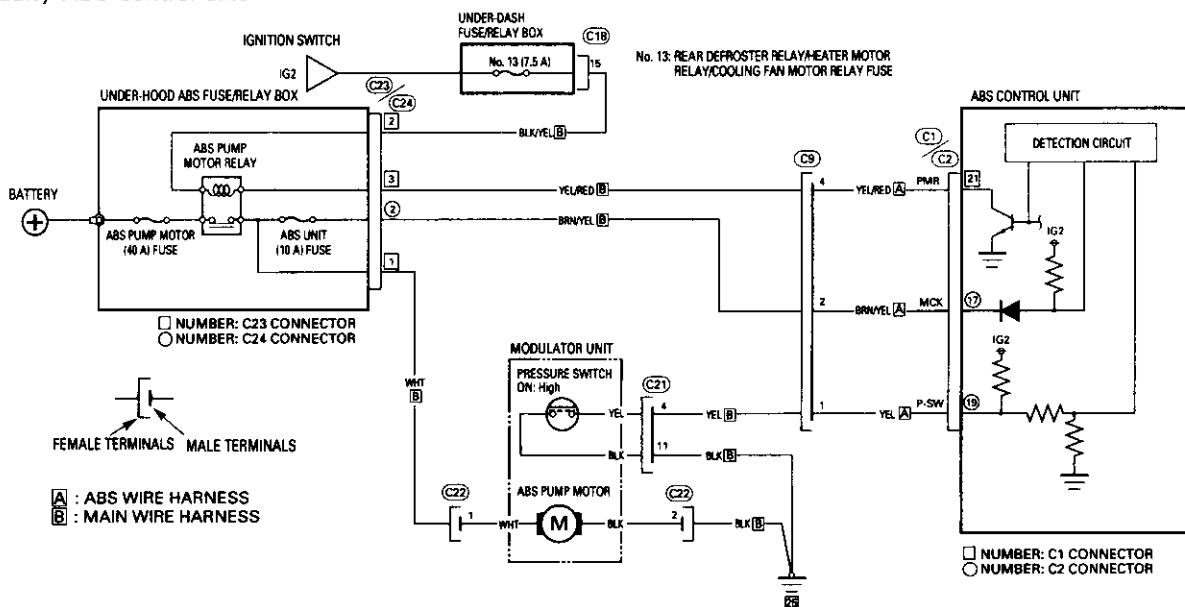 UNDER-DASH
FUSE/RELAY BOX
C18
IGNITION SWITCH
IG2
No. 13 (7.5 A)
15
No. 13: REAR DEFROSTER RELAY/HEATER MOTOR
RELAY/COOLING FAN MOTOR RELAY FUSE
UNDER-HOOD ABS FUSE/RELAY BOX
C23
C24
2
BLK/YEL B
ABS PUMP
MOTOR RELAY
BATTERY
ABS PUMP MOTOR
(40 A) FUSE
ABS UNIT
(10 A) FUSE
3
YEL/RED B
2
BRN/YEL B
1
C9
4
YEL/RED A
2
BRN/YEL A
1
YEL A
ABS CONTROL UNIT
C1
C2
DETECTION CIRCUIT
PMR
21
IG2
MCK
17
IG2
P-SW
19
NUMBER: C23 CONNECTOR
NUMBER: C24 CONNECTOR
WHT
B
MODULATOR UNIT
PRESSURE SWITCH
ON: High
C21
YEL
4
YEL B
BLK
11
BLK B
FEMALE TERMINALS MALE TERMINALS
A : ABS WIRE HARNESS
B : MAIN WIRE HARNESS
ABS PUMP MOTOR
C22
1
WHT
M
BLK
C22
2
BLK B
NUMBER: C1 CONNECTOR
NUMBER: C2 CONNECTOR